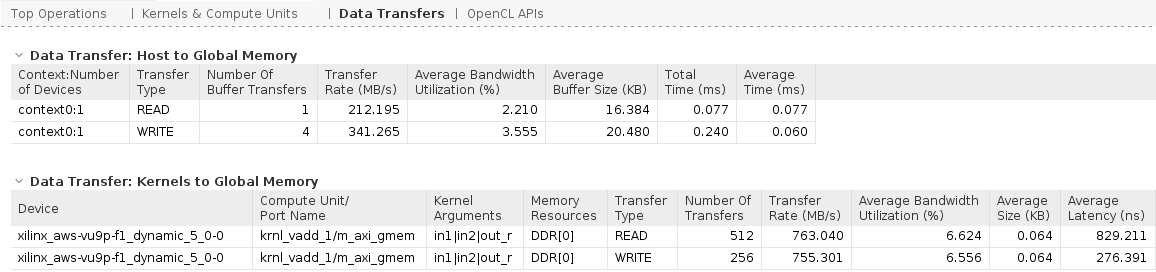 Top Operations | Kernels & Compute Units | Data Transfers | OpenCL APIs
Data Transfer: Host to Global Memory
Context:Number Transfer Number Of Transfer Average Bandwidth Average Total Average
of Devices Type Buffer Transfers Rate (MB/s) Utilization (%) Buffer Size (KB) Time (ms) Time (ms)
context0:1 READ 1 212.195 2.210 16.384 0.077 0.077
context0:1 WRITE 4 341.265 3.555 20.480 0.240 0.060
Data Transfer: Kernels to Global Memory
Device Compute Unit/ Kernel Memory Transfer Number Of Transfer Average Bandwidth Average Average
Port Name Arguments Resources Type Transfers Rate (MB/s) Utilization (%) Size (KB) Latency (ns)
xilinx_aws-vu9p-f1_dynamic_5_0-0 krnl_vadd_1/m_axi_gmem in1|in2|out_r DDR[0] READ 512 763.040 6.624 0.064 829.211
xilinx_aws-vu9p-f1_dynamic_5_0-0 krnl_vadd_1/m_axi_gmem in1|in2|out_r DDR[0] WRITE 256 755.301 6.556 0.064 276.391